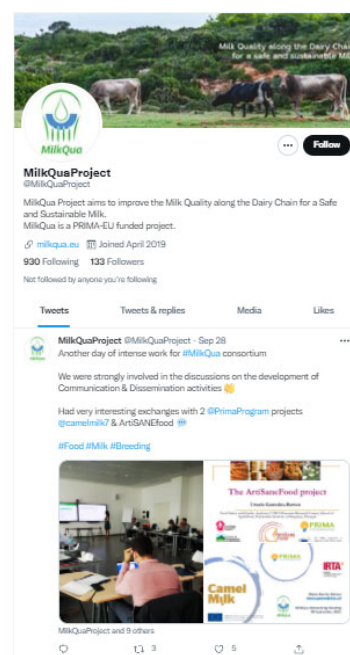 Milk Quality along the Dairy Chain
for a safe and sustainable Milk
MilkQua
Follow
MilkQuaProject
@MilkQuaProject
MilkQua Project aims to improve the Milk Quality along the Dairy Chain for a Safe
and Sustainable Milk.
MilkQua is a PRIMA-EU funded project.
milkqua.eu Joined April 2019
930 Following 133 Followers
Not followed by anyone you're following
Tweets Tweets & replies Media Likes
MilkQuaProject @MilkQuaProject · Sep 28
Another day of intense work for #MilkQua consortium
We were strongly involved in the discussions on the development of
Communication & Dissemination activities
Had very interesting exchanges with 2 @PrimaProgram projects
@camelmilk7 & ArtiSANEfood
#Food #Milk #Breeding
The ArtiSaneFood project
PRIMA
PRIMA
IRTA
Camel
Milk
MilkQuaProject and 9 others
3 5